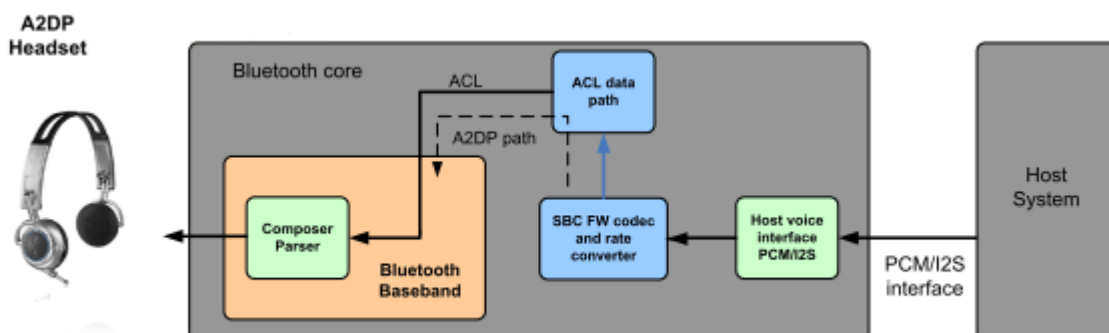 A2DP
Headset
Bluetooth core
ACL
ACL data
path
A2DP path
Host
System
Composer
Parser
SBC FW codec
and rate
converter
Host voice
interface
PCM/I2S
Bluetooth
Baseband
PCM/I2S
interface